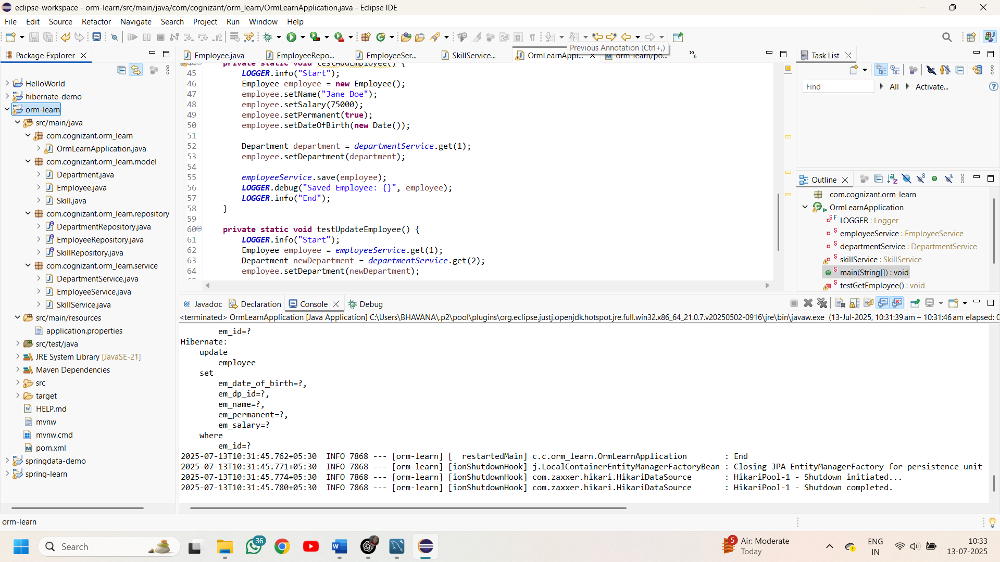 eclipse-workspace - orm-learn/src/main/java/com/cognizant/orm_learn/OrmLearnApplication.java - Eclipse IDE
File Edit Source Refactor Navigate Search Project Run Window Help
Previous Annotation (Ctrl+,)
Package Explorer
HelloWorld
hibernate-demo
orm-learn
src/main/java
com.cognizant.orm_learn
OrmLearnApplication.java
com.cognizant.orm_learn.model
Department.java
Employee.java
Skill.java
com.cognizant.orm_learn.repository
DepartmentRepository.java
EmployeeRepository.java
SkillRepository.java
com.cognizant.orm_learn.service
DepartmentService.java
EmployeeService.java
SkillService.java
src/main/resources
application.properties
src/test/java
JRE System Library [JavaSE-21]
Maven Dependencies
src
target
HELP.md
mvnw
mvnw.cmd
pom.xml
springdata-demo
spring-learn
Employee.java EmployeeRepo... EmployeeSer... SkillService... OrmLearnAppl... orm-learn/po... »6
44 private static void testAddEmployee() {
45 LOGGER.info("Start");
46 Employee employee = new Employee();
47 employee.setName("Jane Doe");
48 employee.setSalary(75000);
49 employee.setPermanent(true);
50 employee.setDateOfBirth(new Date());
51
52 Department department = departmentService.get(1);
53 employee.setDepartment(department);
54
55 employeeService.save(employee);
56 LOGGER.debug("Saved Employee: {}", employee);
57 LOGGER.info("End");
58 }
59
60 private static void testUpdateEmployee() {
61 LOGGER.info("Start");
62 Employee employee = employeeService.get(1);
63 Department newDepartment = departmentService.get(2);
64 employee.setDepartment(newDepartment);
Task List
Find All Activate...
Outline
com.cognizant.orm_learn
OrmLearnApplication
LOGGER : Logger
employeeService : EmployeeService
departmentService : DepartmentService
skillService : SkillService
main(String[]) : void
testGetEmployee() : void
@ Javadoc Declaration Console Debug
<terminated> OrmLearnApplication [Java Application] C:\Users\BHAVANA\.p2\pool\plugins\org.eclipse.justj.openjdk.hotspot.jre.full.win32.x86_64_21.0.7.v20250502-0916\jre\bin\javaw.exe (13-Jul-2025, 10:31:39 am – 10:31:46 am elapsed: 0
em_id=?
Hibernate:
update
employee
set
em_date_of_birth=?,
em_dp_id=?,
em_name=?,
em_permanent=?,
em_salary=?
where
em_id=?
2025-07-13T10:31:45.762+05:30 INFO 7868 --- [orm-learn] [ restartedMain] c.c.orm_learn.OrmLearnApplication : End
2025-07-13T10:31:45.771+05:30 INFO 7868 --- [orm-learn] [ionShutdownHook] j.LocalContainerEntityManagerFactoryBean : Closing JPA EntityManagerFactory for persistence unit
2025-07-13T10:31:45.774+05:30 INFO 7868 --- [orm-learn] [ionShutdownHook] com.zaxxer.hikari.HikariDataSource : HikariPool-1 - Shutdown initiated...
2025-07-13T10:31:45.780+05:30 INFO 7868 --- [orm-learn] [ionShutdownHook] com.zaxxer.hikari.HikariDataSource : HikariPool-1 - Shutdown completed.
orm-learn
Search
36
5
Air: Moderate
Today
ENG
IN
10:33
13-07-2025